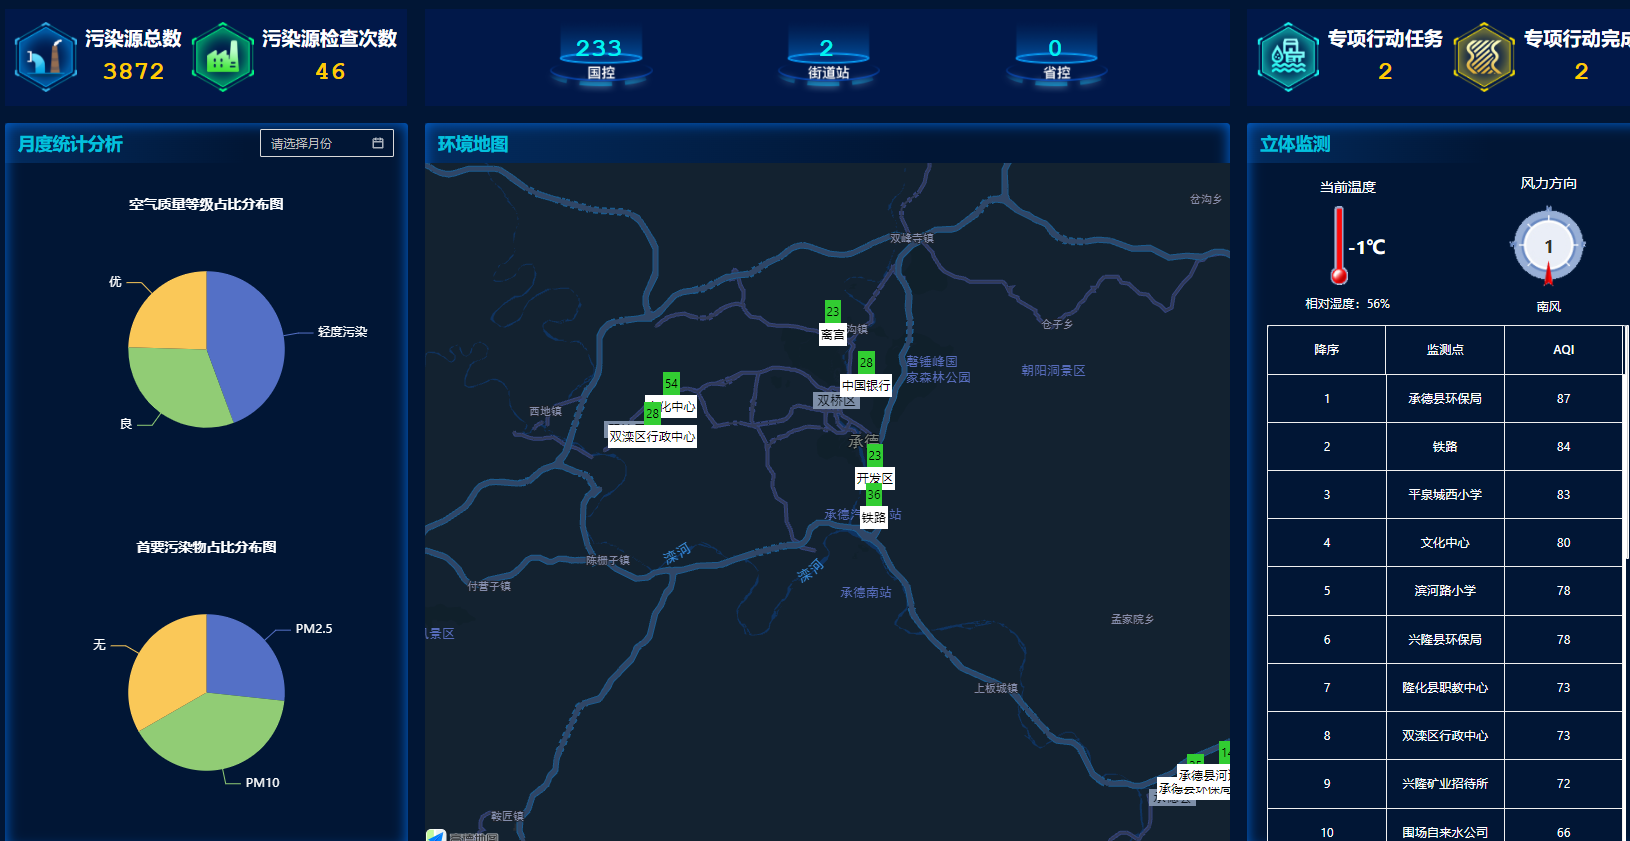 污染源总数
3872
污染源检查次数
46
233
国控
2
街道站
0
省控
专项行动任务
2
专项行动完成
2
月度统计分析
请选择月份
空气质量等级占比分布图
优
轻度污染
良
首要污染物占比分布图
无
PM2.5
PM10
环境地图
岔沟乡
双峰寺镇
23
离宫
沟镇
仓子乡
28
中国银行
磬锤峰国
家森林公园
朝阳洞景区
54
化中心
28
双滦区行政中心
双桥区
西地镇
承德
23
开发区
36
铁路
承德
站
滦河
滦河
陈栅子镇
付营子镇
承德南站
孟家院乡
景区
上板城镇
鞍匠镇
高德地图
承德县河
承德县环保局
立体监测
当前温度
-1℃
相对湿度：56%
风力方向
1
南风
降序 监测点 AQI
1 承德县环保局 87
2 铁路 84
3 平泉城西小学 83
4 文化中心 80
5 滨河路小学 78
6 兴隆县环保局 78
7 隆化县职教中心 73
8 双滦区行政中心 73
9 兴隆矿业招待所 72
10 围场自来水公司 66